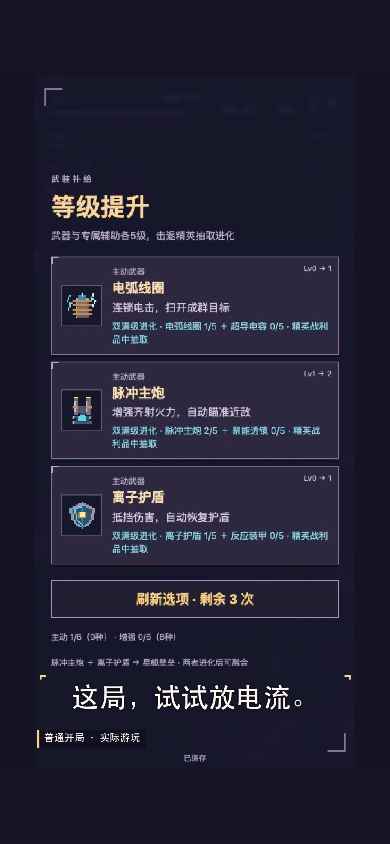 武装补给
等级提升
武器与专属辅助各5级，击退精英抽取进化
主动武器
Lv0 → 1
电弧线圈
连锁电击，扫开成群目标
双满级进化 · 电弧线圈 1/5 + 超导电容 0/5 · 精英战利
品中抽取
主动武器
Lv1 → 2
脉冲主炮
增强齐射火力，自动瞄准近敌
双满级进化 · 脉冲主炮 2/5 + 聚能透镜 0/5 · 精英战
利品中抽取
主动武器
Lv0 → 1
离子护盾
抵挡伤害，自动恢复护盾
双满级进化 · 离子护盾 1/5 + 反应装甲 0/5 · 精英战利
品中抽取
刷新选项 · 剩余 3 次
主动 1/6（9种） · 增强 0/6（8种）
脉冲主炮 + 离子护盾 → 星舰壁垒 · 两者进化后可融合
这局，试试放电流。
普通开局 · 实际游玩
已保存